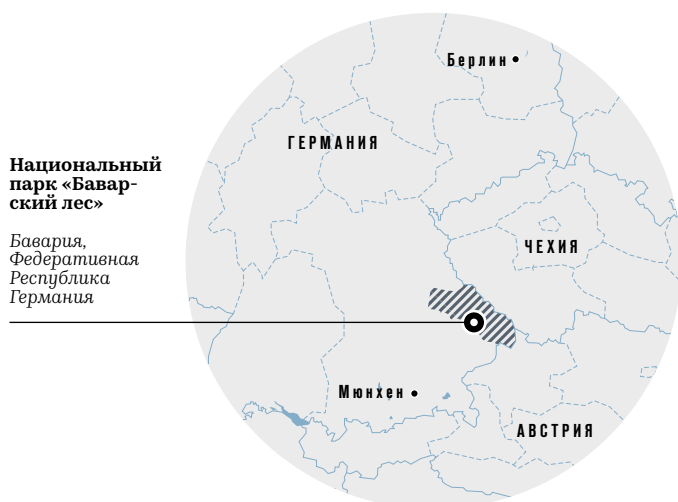 Берлин
ГЕРМАНИЯ
Национальный
парк «Бавар-
ский лес»
Бавария,
Федеративная
Республика
Германия
ЧЕХИЯ
Мюнхен
АВСТРИЯ